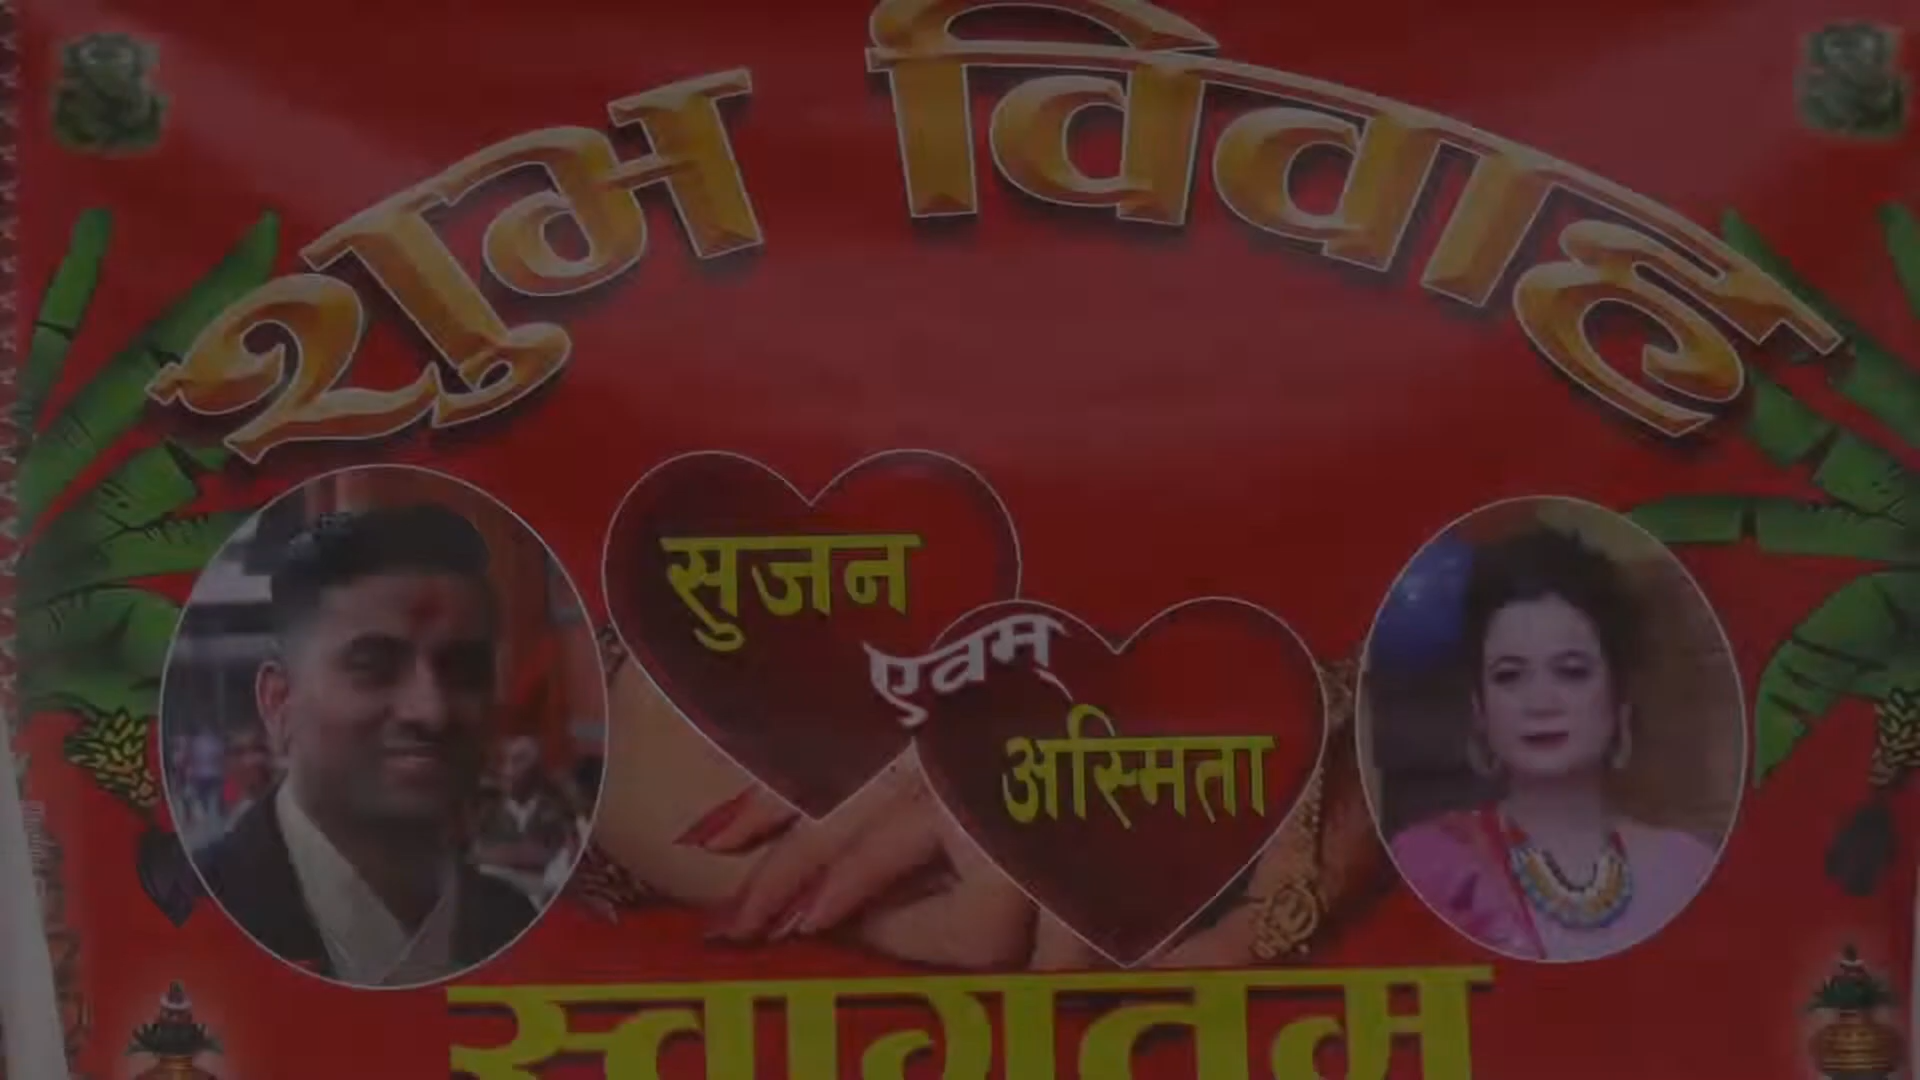 शुभ विवाह
सुजन
एवम्
अस्मिता
स्वागतम